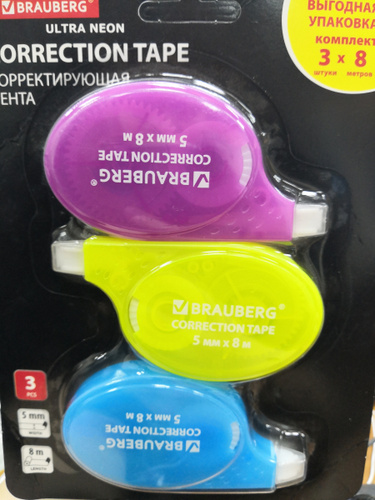 BRAUBERG
ULTRA NEON
CORRECTION TAPE
КОРРЕКТИРУЮЩАЯ
ЛЕНТА
ВЫГОДНАЯ
УПАКОВКА
комплект
3 х 8
штуки метров
5 мм х 8 м
CORRECTION TAPE
BRAUBERG®
BRAUBERG®
CORRECTION TAPE
5 мм х 8 м
5 мм х 8 м
CORRECTION TAPE
BRAUBERG®
3
PCS
5 mm
8 m